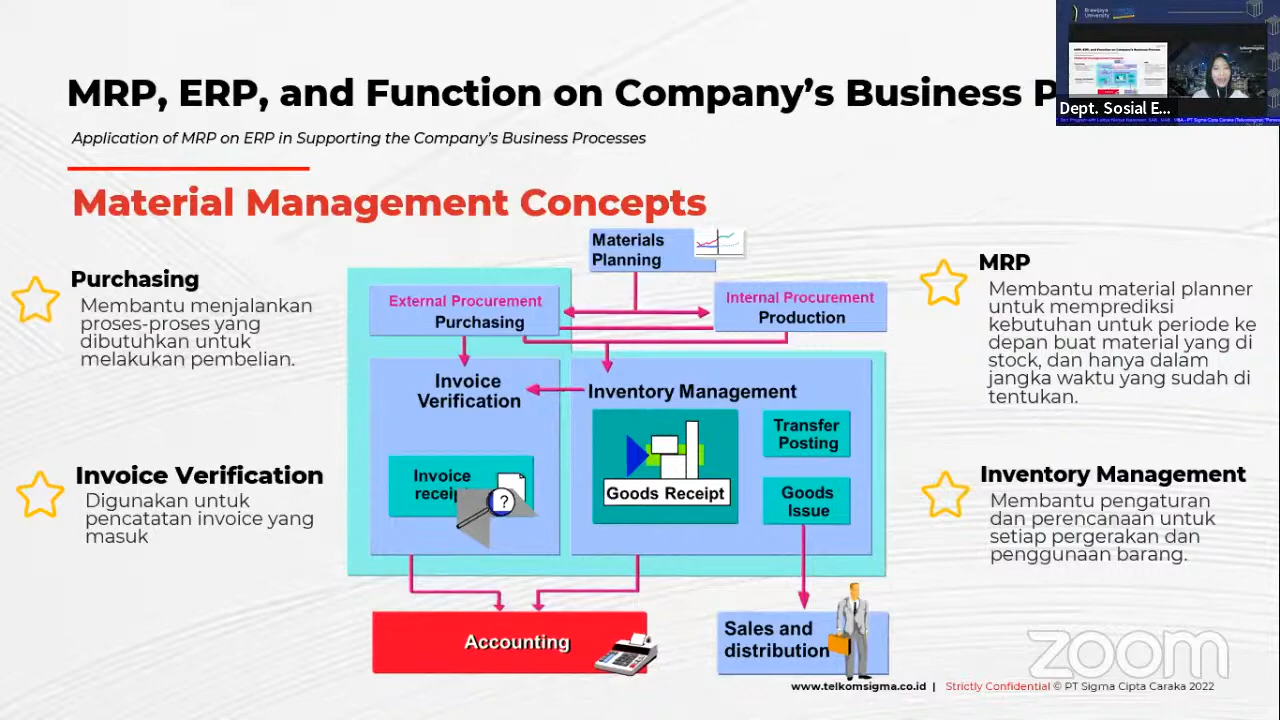 MRP, ERP, and Function on Company's Business P
Application of MRP on ERP in Supporting the Company's Business Processes
Brawijaya
University
Dept. Sosial E...
Material Management Concepts
Purchasing
Membantu menjalankan
proses-proses yang
dibutuhkan untuk
melakukan pembelian.
Invoice Verification
Digunakan untuk
pencatatan invoice yang
masuk
Materials
Planning
External Procurement
Purchasing
Internal Procurement
Production
Invoice
Verification
Inventory Management
Invoice
receip
?
Goods Receipt
Transfer
Posting
Goods
Issue
Accounting
Sales and
distribution
MRP
Membantu material planner
untuk memprediksi
kebutuhan untuk periode ke
depan buat material yang di
stock, dan hanya dalam
jangka waktu yang sudah di
tentukan.
Inventory Management
Membantu pengaturan
dan perencanaan untuk
setiap pergerakan dan
penggunaan barang.
zoom
www.telkomsigma.co.id | Strictly Confidential © PT Sigma Cipta Caraka 2022